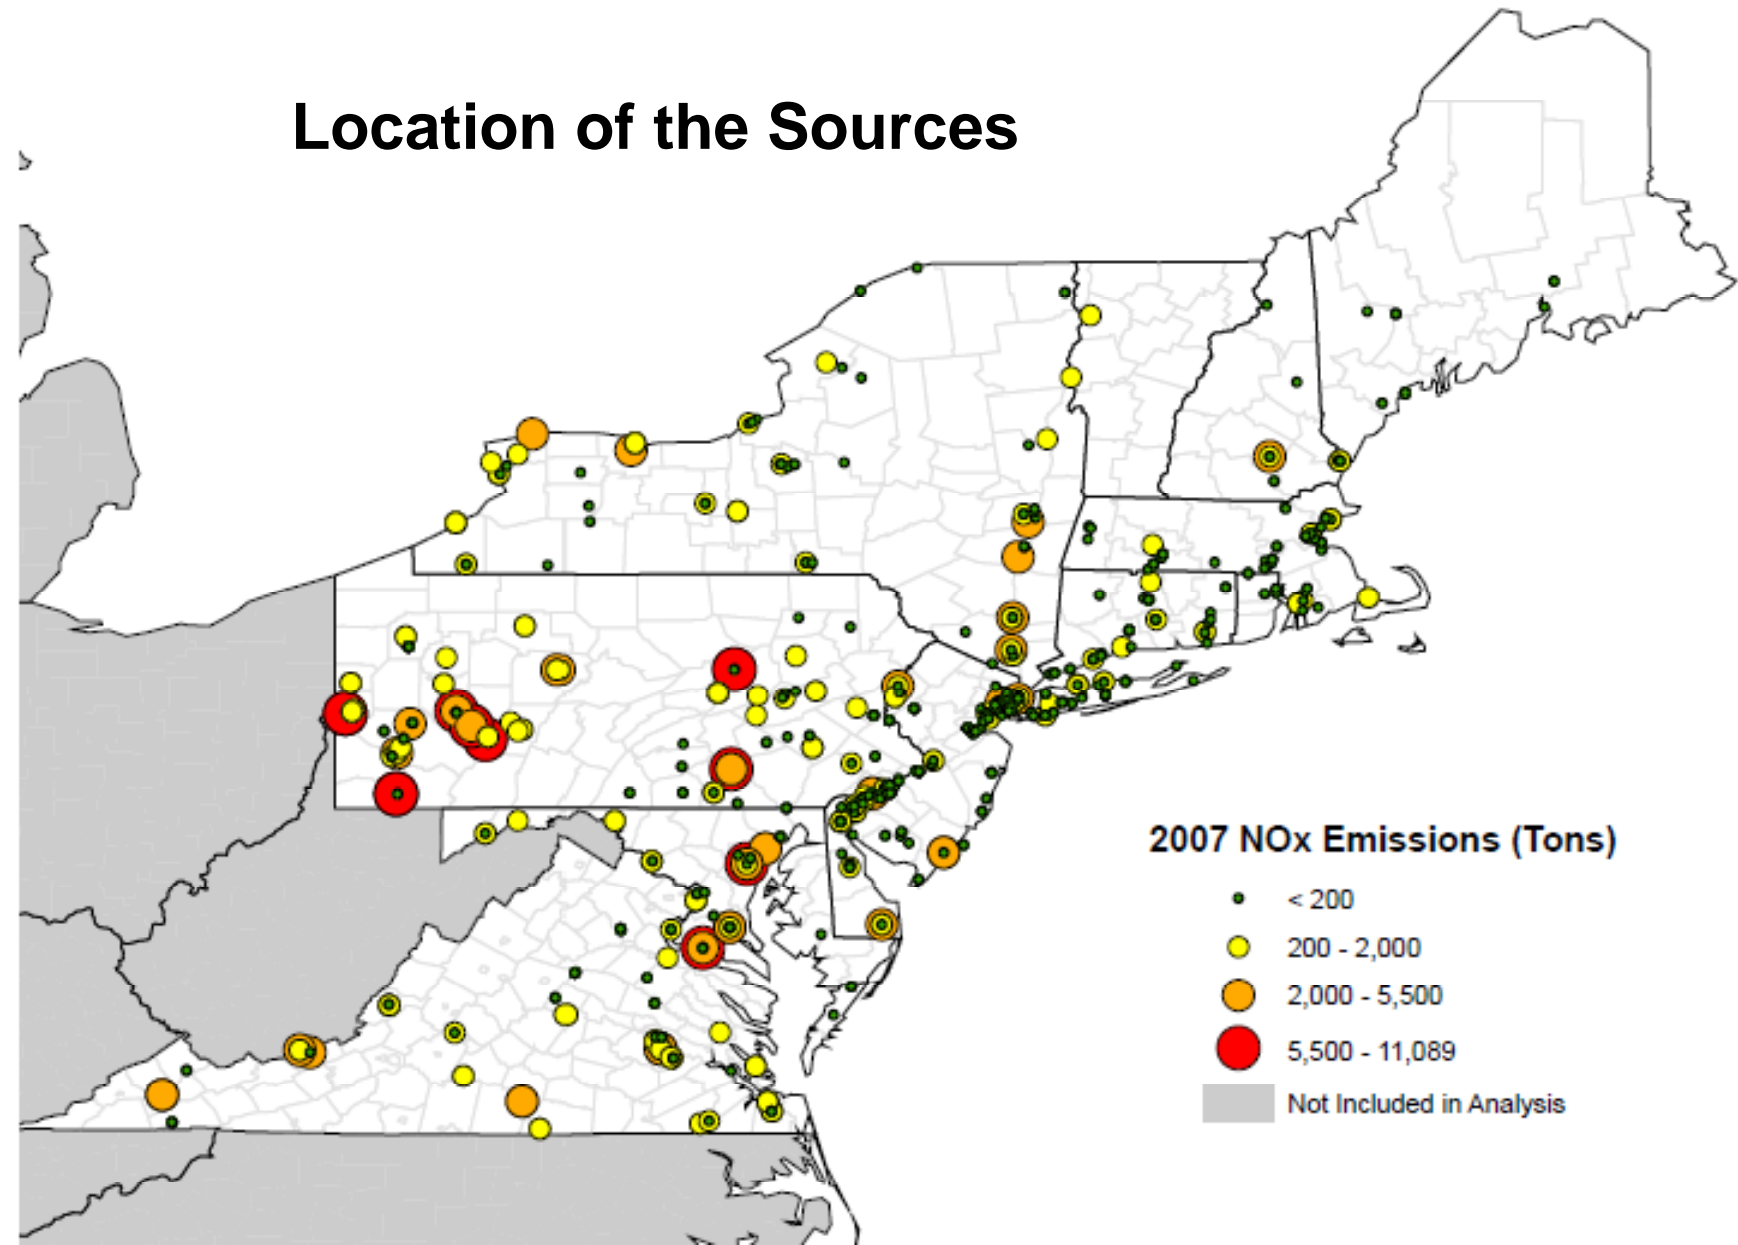 Location of the Sources
2007 NOx Emissions (Tons)
< 200
200 - 2,000
2,000 - 5,500
5,500 - 11,089
Not Included in Analysis